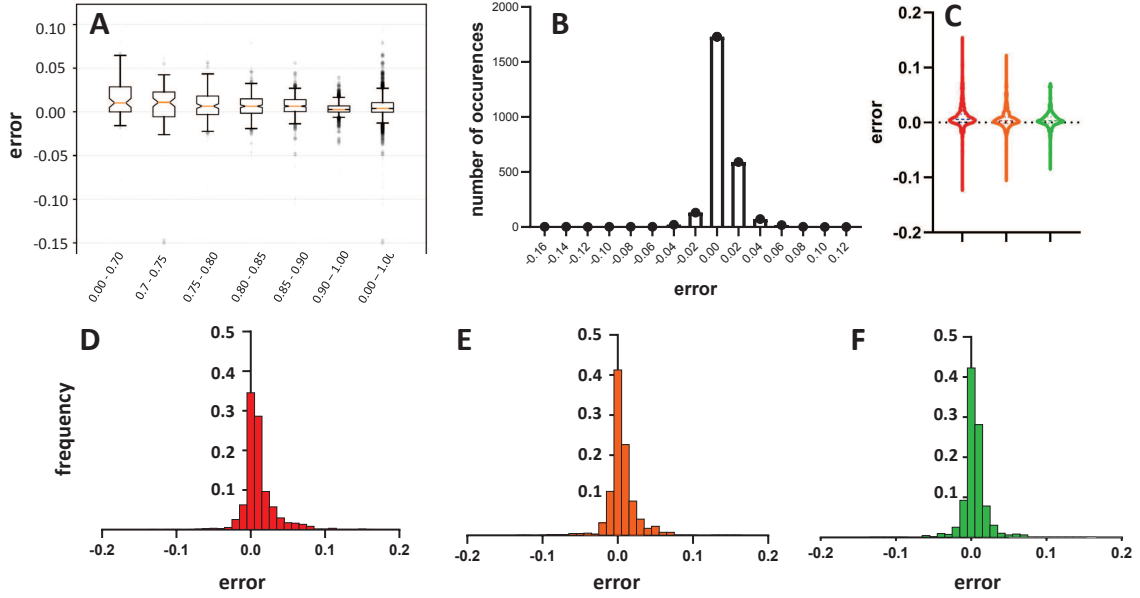 A
0.10
0.05
0.00
-0.05
-0.10
-0.15
error
0.00 - 0.70
0.7 - 0.75
0.75 - 0.80
0.80 - 0.85
0.85 - 0.90
0.90 – 1.00
0.00 – 1.00
B
2000
1500
1000
500
0
number of occurences
-0.16
-0.14
-0.12
-0.10
-0.08
-0.06
-0.04
-0.02
0.00
0.02
0.04
0.06
0.08
0.10
0.12
error
C
0.2
0.1
0.0
-0.1
-0.2
error
D
0.5
0.4
0.3
0.2
0.1
frequency
-0.2
-0.1
0.0
0.1
0.2
error
E
0.5
0.4
0.3
0.2
0.1
-0.2
-0.1
0.0
0.1
0.2
error
F
0.5
0.4
0.3
0.2
0.1
-0.2
-0.1
0.0
0.1
0.2
error